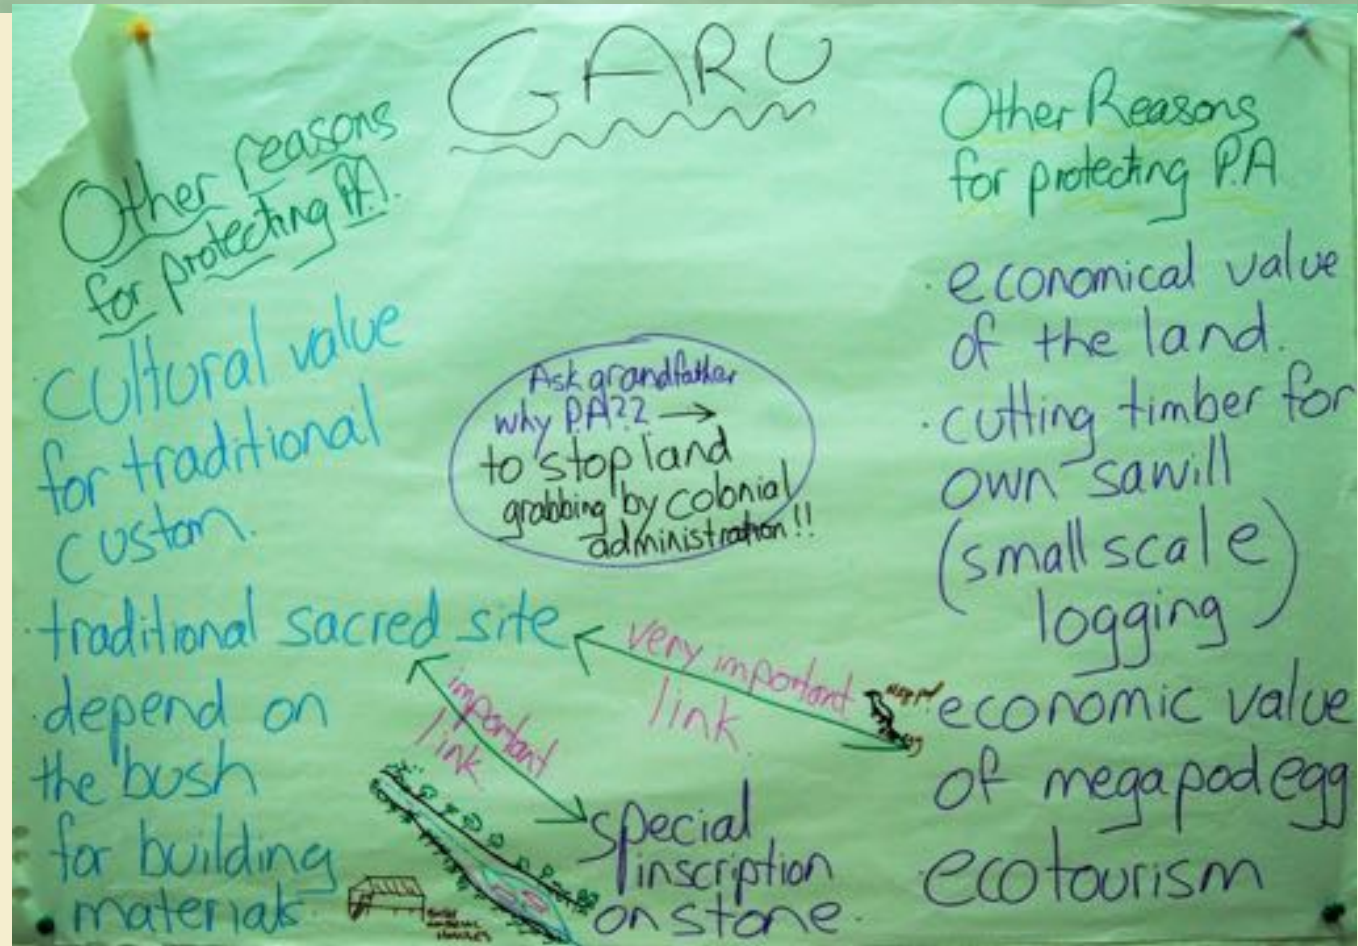 GARU
Other reasons
for protecting P.A.
· cultural value
for traditional
custom.
· traditional sacred site
· depend on
the bush
for building
materials
Ask grandfather
why P.A?? →
to stop land
grabbing by colonial
administration!!
important
link
very important
link
special
inscription
on stone.
Other Reasons
for protecting P.A
· economical value
of the land.
· cutting timber for
own sawill
(small scale
logging)
· economic value
of megapod egg
· ecotourism